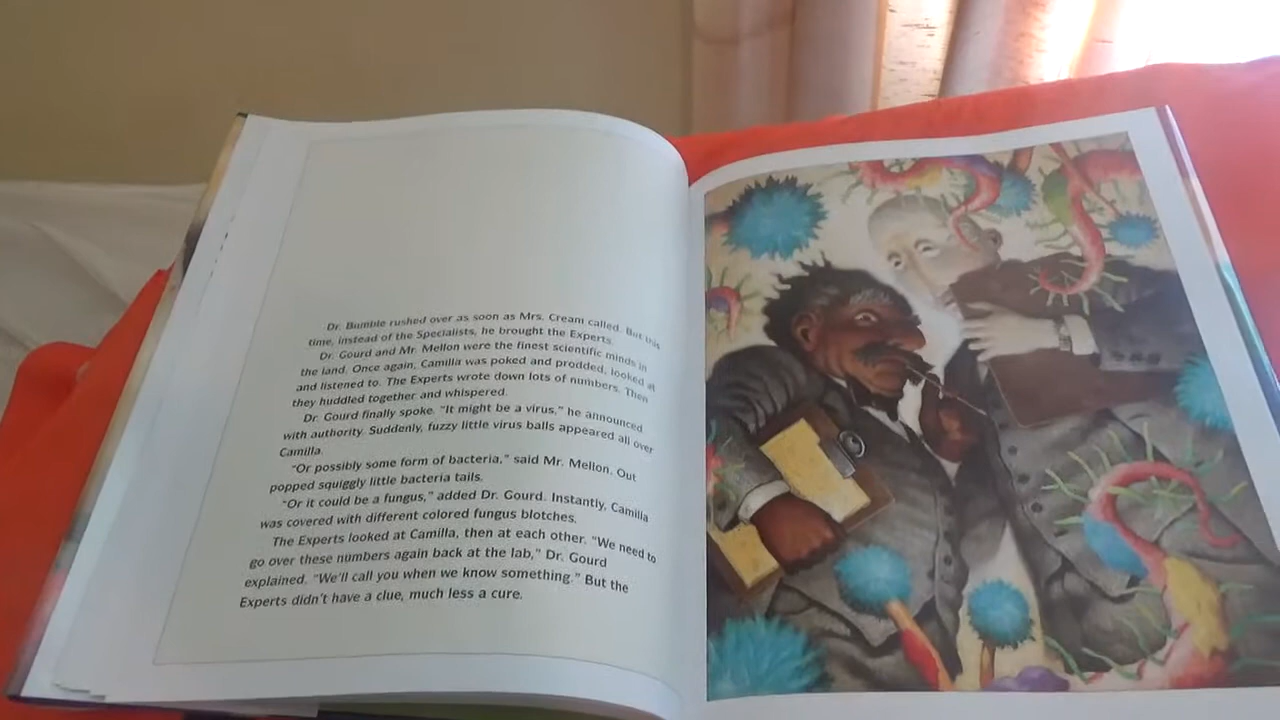 Dr. Bumble rushed over as soon as Mrs. Cream called. But this
time, instead of the Specialists, he brought the Experts.
Dr. Gourd and Mr. Mellon were the finest scientific minds in
the land. Once again, Camilla was poked and prodded, looked at
and listened to. The Experts wrote down lots of numbers. Then
they huddled together and whispered.
Dr. Gourd finally spoke. “It might be a virus,” he announced
with authority. Suddenly, fuzzy little virus balls appeared all over
Camilla.
“Or possibly some form of bacteria,” said Mr. Mellon. Out
popped squiggly little bacteria tails.
“Or it could be a fungus,” added Dr. Gourd. Instantly, Camilla
was covered with different colored fungus blotches.
The Experts looked at Camilla, then at each other. “We need to
go over these numbers again back at the lab,” Dr. Gourd
explained. “We’ll call you when we know something.” But the
Experts didn’t have a clue, much less a cure.